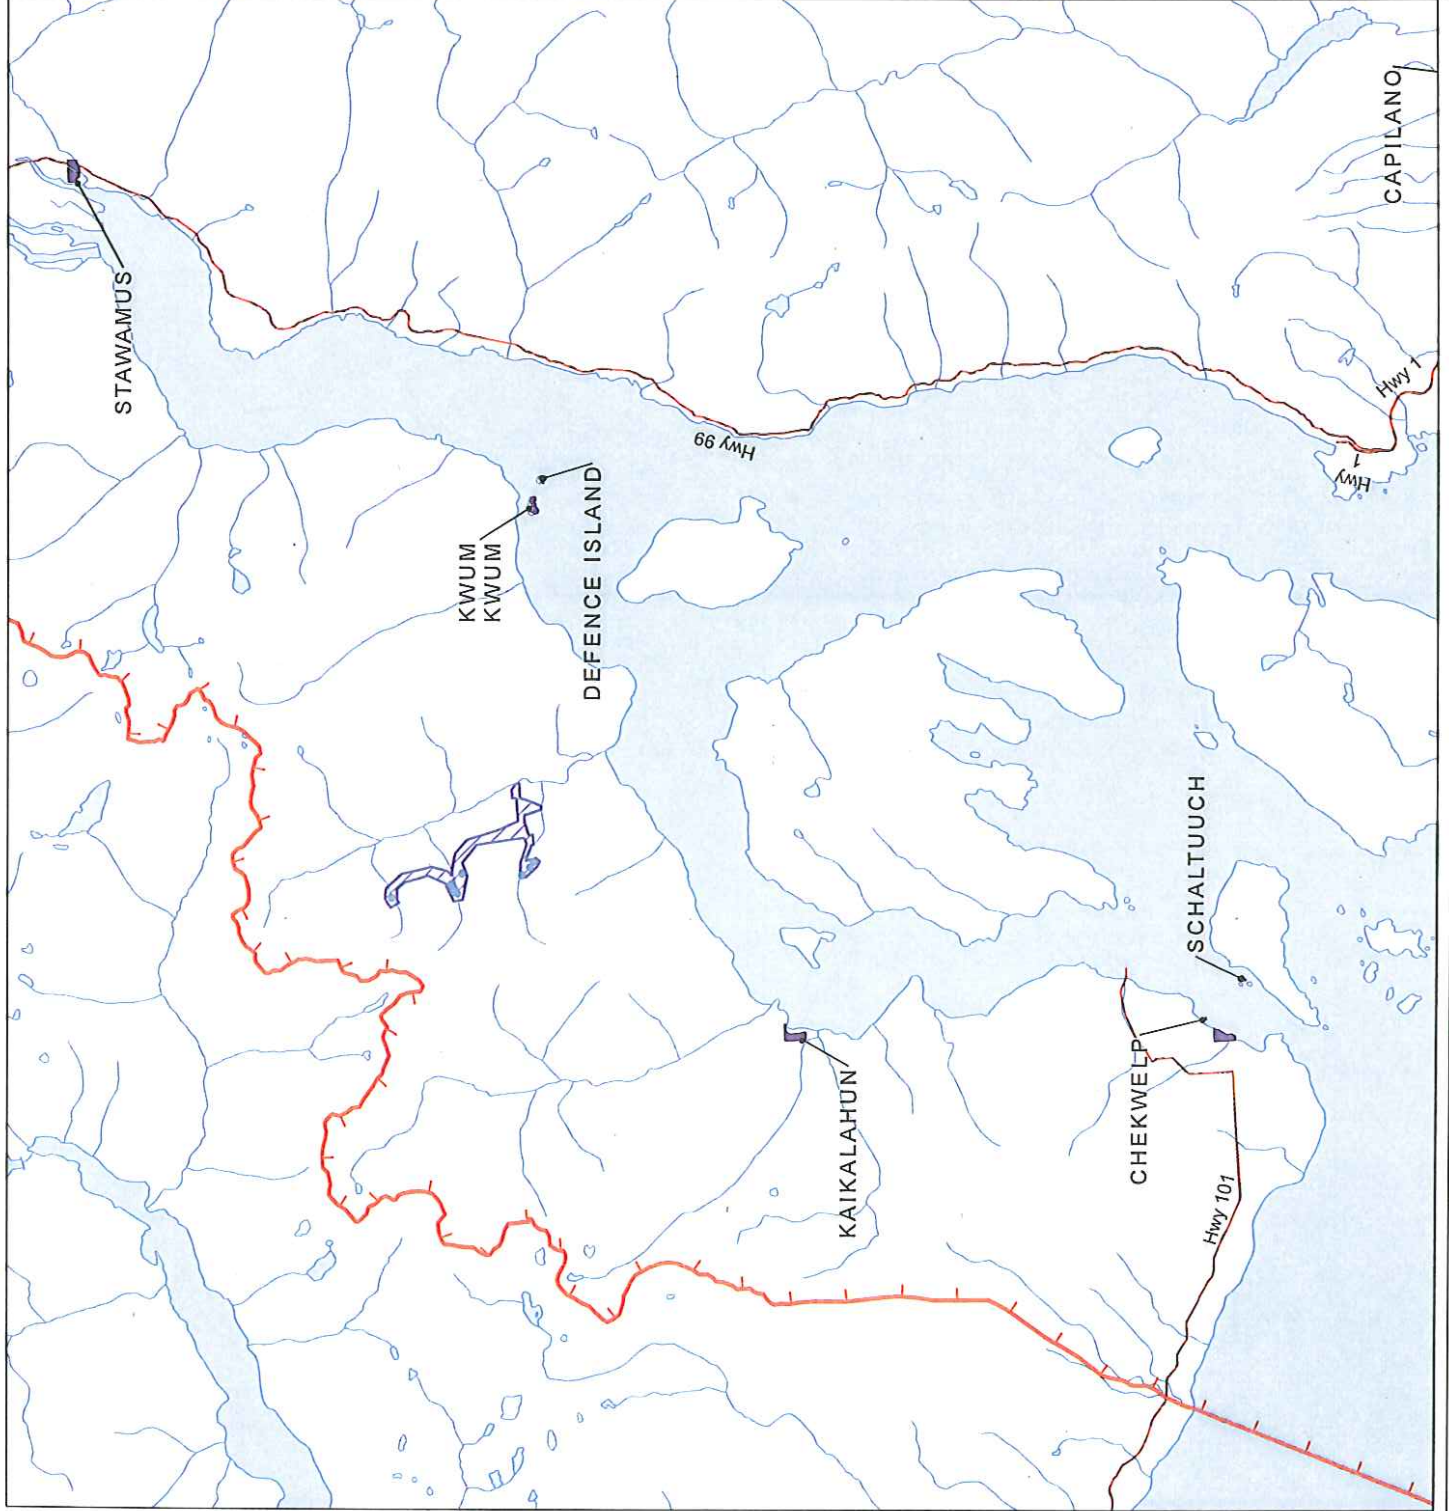 STAWAMUS
KWUM
KWUM
DEFENCE ISLAND
Hwy 99
CAPILANO
Hwy 1
Hwy
1
SCHALTUUCH
KAIKALAHUN
CHEKWELP
Hwy 101